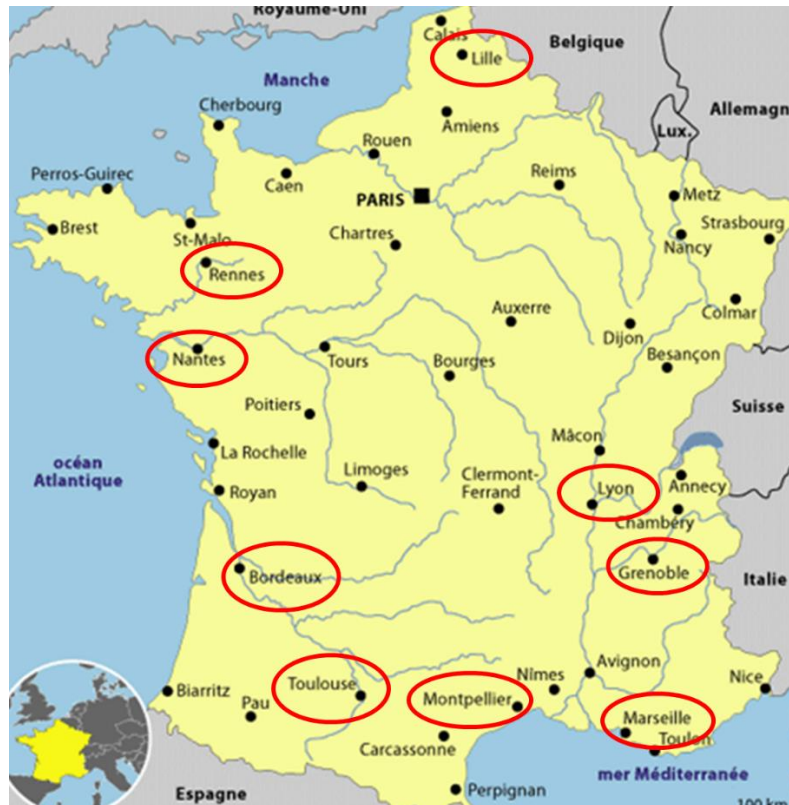 Royaume-Uni
Calais
Lille
Belgique
Manche
Allemagn
Cherbourg
Amiens
Lux.
Rouen
Reims
Perros-Guirec
Caen
PARIS
Metz
Strasbourg
Brest
St-Malo
Chartres
Nancy
Rennes
Auxerre
Colmar
Dijon
Nantes
Tours
Bourges
Besançon
Poitiers
Suisse
Mâcon
La Rochelle
océan
Atlantique
Limoges
Clermont-
Ferrand
Lyon
Annecy
Royan
Chambéry
Bordeaux
Grenoble
Italie
Avignon
Nîmes
Nice
Toulouse
Biarritz
Montpellier
Pau
Marseille
Toulon
Carcassonne
mer Méditerranée
Espagne
Perpignan
100 km